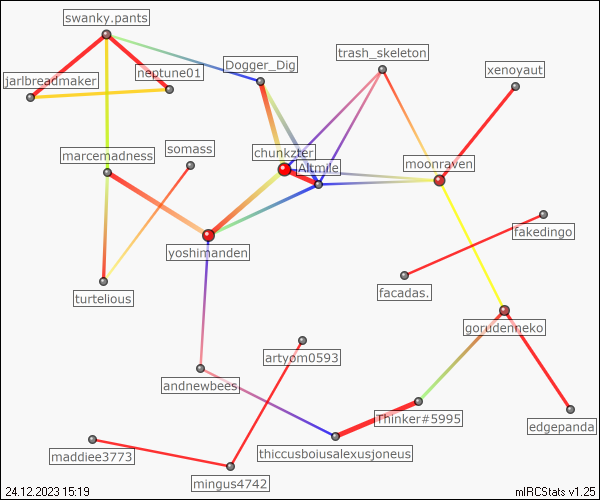 swanky.pants
trash_skeleton
Dogger_Dig
xenoyaut
neptune01
jarlbreadmaker
somass
chunkzter
marcemadness
Altmile
moonraven
fakedingo
yoshimanden
facadas.
turtelious
gorudenneko
artyom0593
andnewbees
Thinker#5995
edgepanda
thiccusboiusalexusjoneus
maddiee3773
mingus4742
24.12.2023 15:19
mIRCStats v1.25